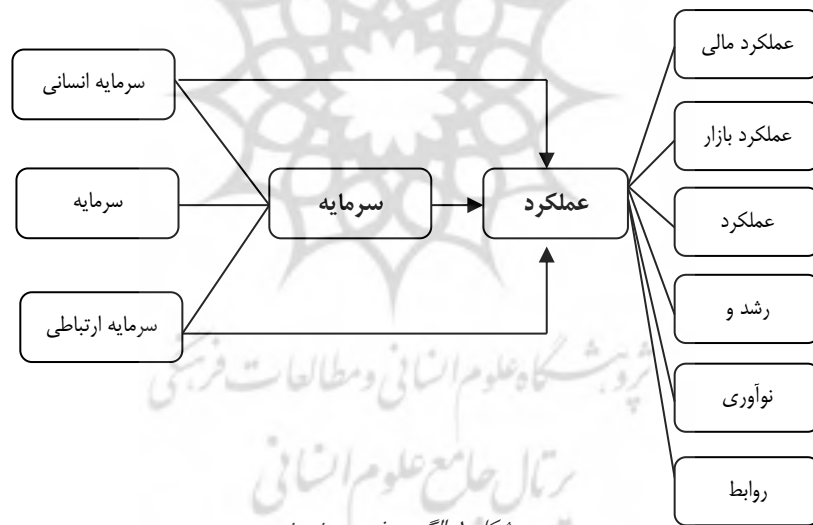 عملکرد مالی
سرمایه انسانی
عملکرد بازار
سرمایه
سرمایه
عملکرد
عملکرد
رشد و
سرمایه ارتباطی
نوآوری
روابط
پژوهشگاه علوم انسانی و مطالعات فرهنگی
پرتال جامع علوم انسانی